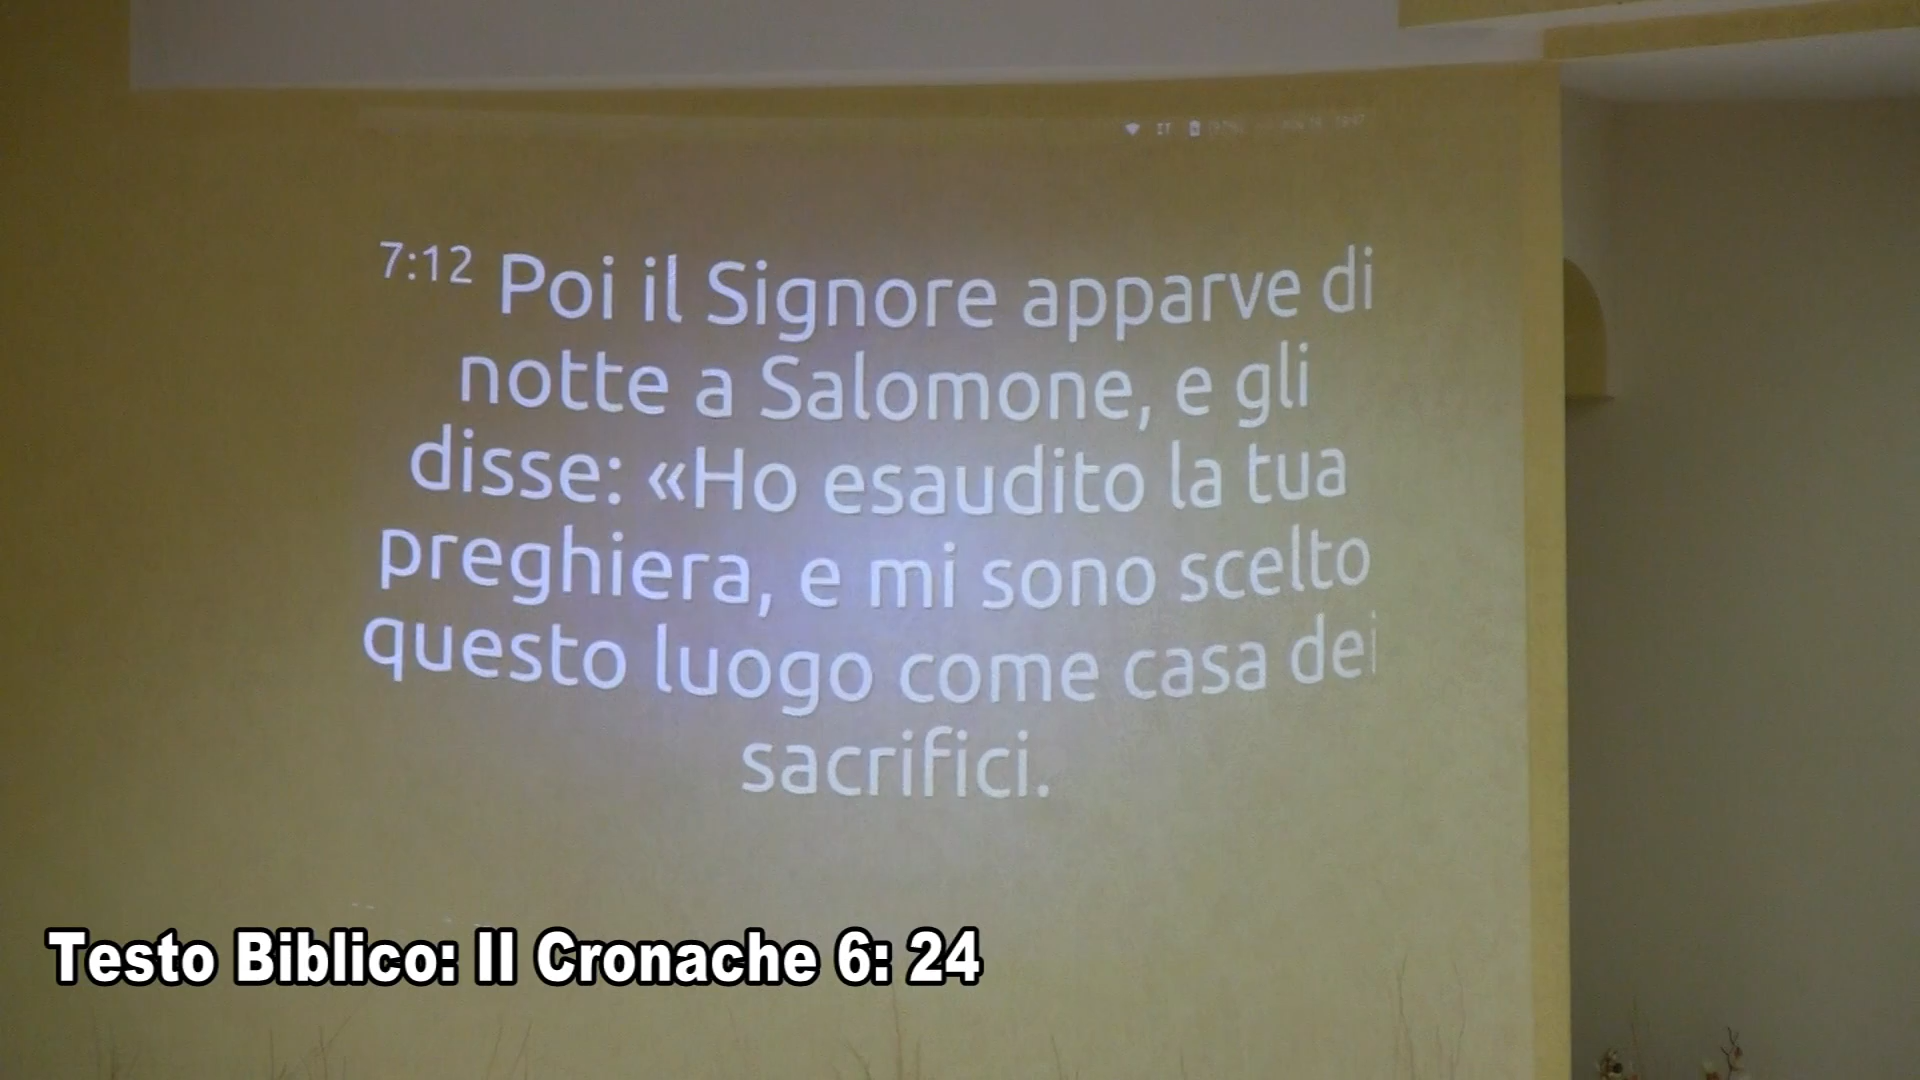 IT
7:12 Poi il Signore apparve di
notte a Salomone, e gli
disse: «Ho esaudito la tua
preghiera, e mi sono scelto
questo luogo come casa dei
sacrifici.
Testo Biblico: II Cronache 6: 24